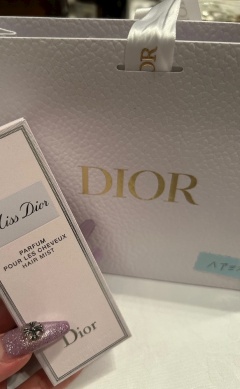 DIOR
DIOR
Miss Dior
PARFUM
POUR LES CHEVEUX
HAIR MIST
Dior